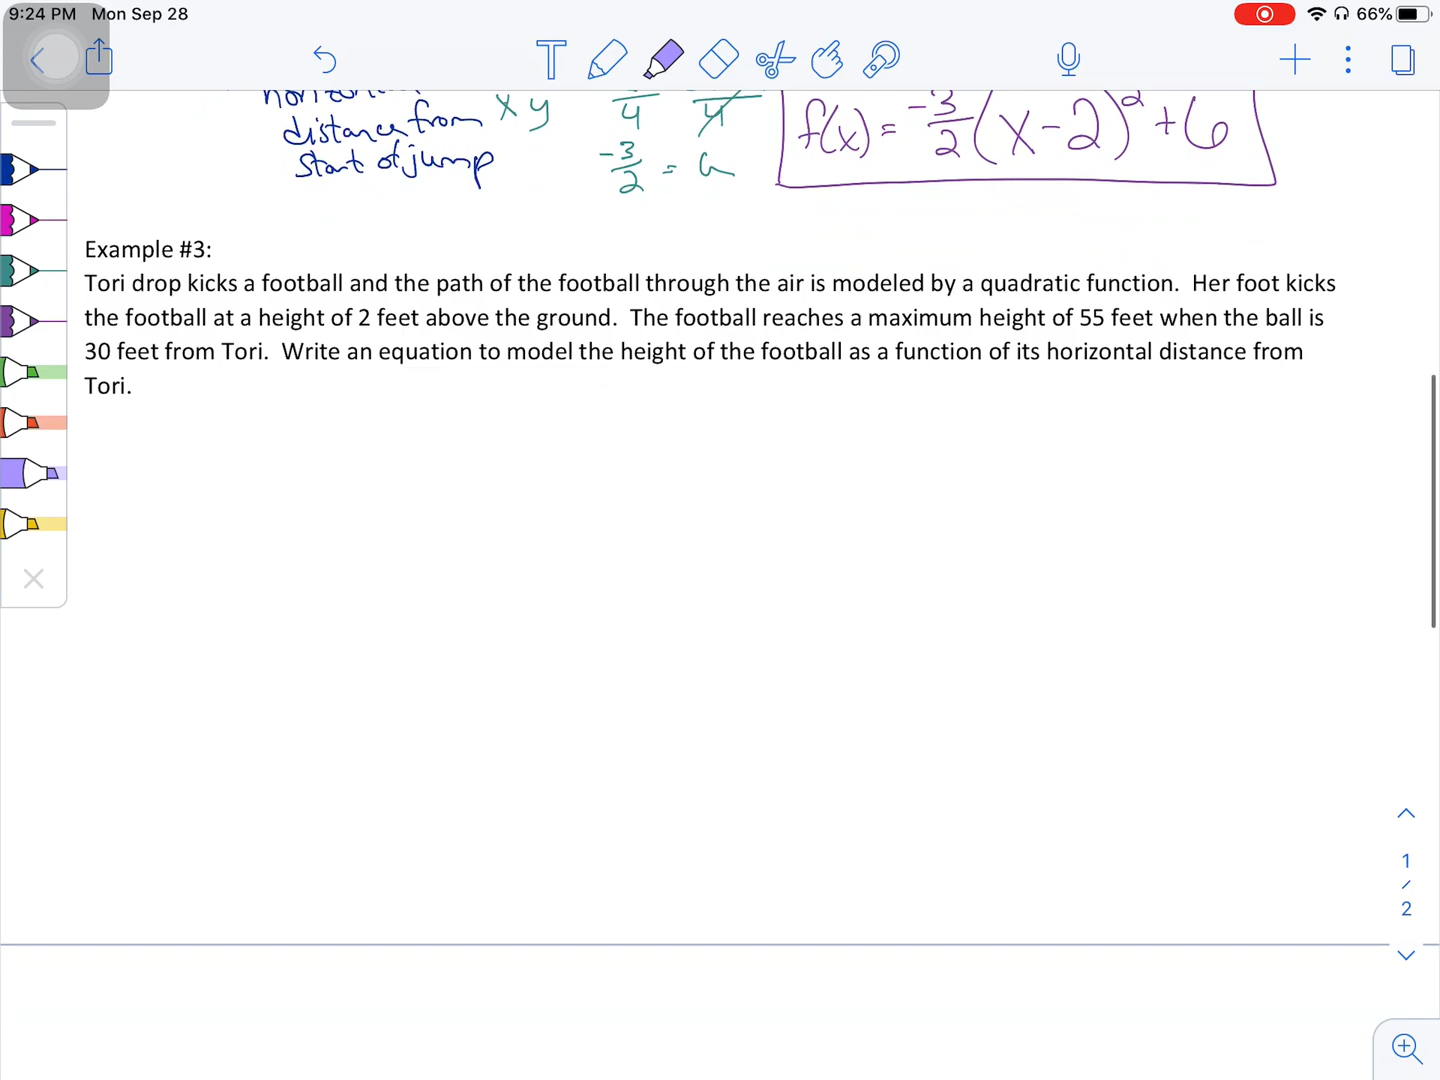 9:24 PM Mon Sep 28
66%
distance from
start of jump
x y
4
4
-3/2 = a
f(x) = -3/2(x-2)²+6
Example #3:
Tori drop kicks a football and the path of the football through the air is modeled by a quadratic function. Her foot kicks
the football at a height of 2 feet above the ground. The football reaches a maximum height of 55 feet when the ball is
30 feet from Tori. Write an equation to model the height of the football as a function of its horizontal distance from
Tori.
1
/
2